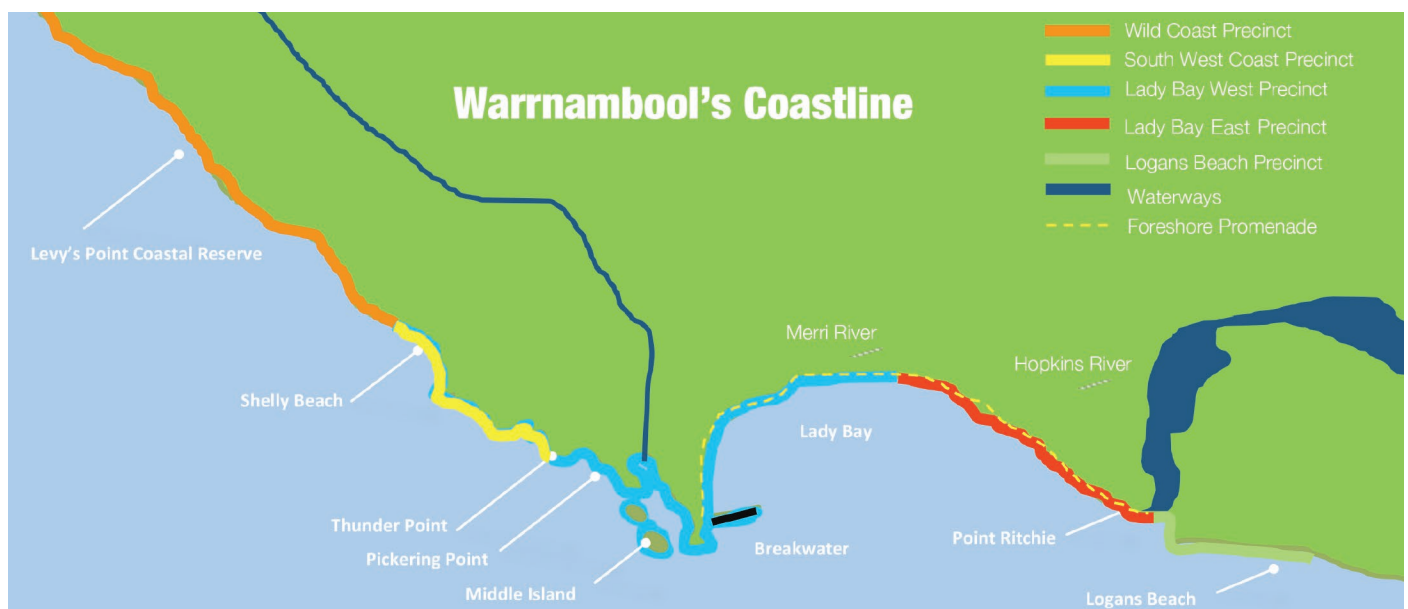 Warrnambool's Coastline
Wild Coast Precinct
South West Coast Precinct
Lady Bay West Precinct
Lady Bay East Precinct
Logans Beach Precinct
Waterways
Foreshore Promenade
Levy's Point Coastal Reserve
Merri River
Hopkins River
Shelly Beach
Lady Bay
Thunder Point
Pickering Point
Middle Island
Breakwater
Point Ritchie
Logans Beach